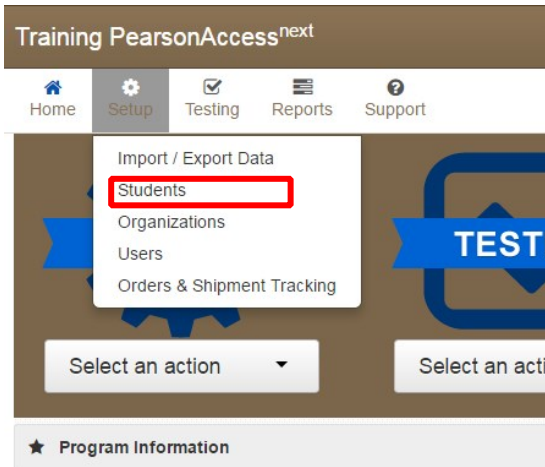 Training PearsonAccessnext
Home Setup Testing Reports Support
Import / Export Data
Students
Organizations
Users
Orders & Shipment Tracking
TEST
Select an action
Select an acti
Program Information